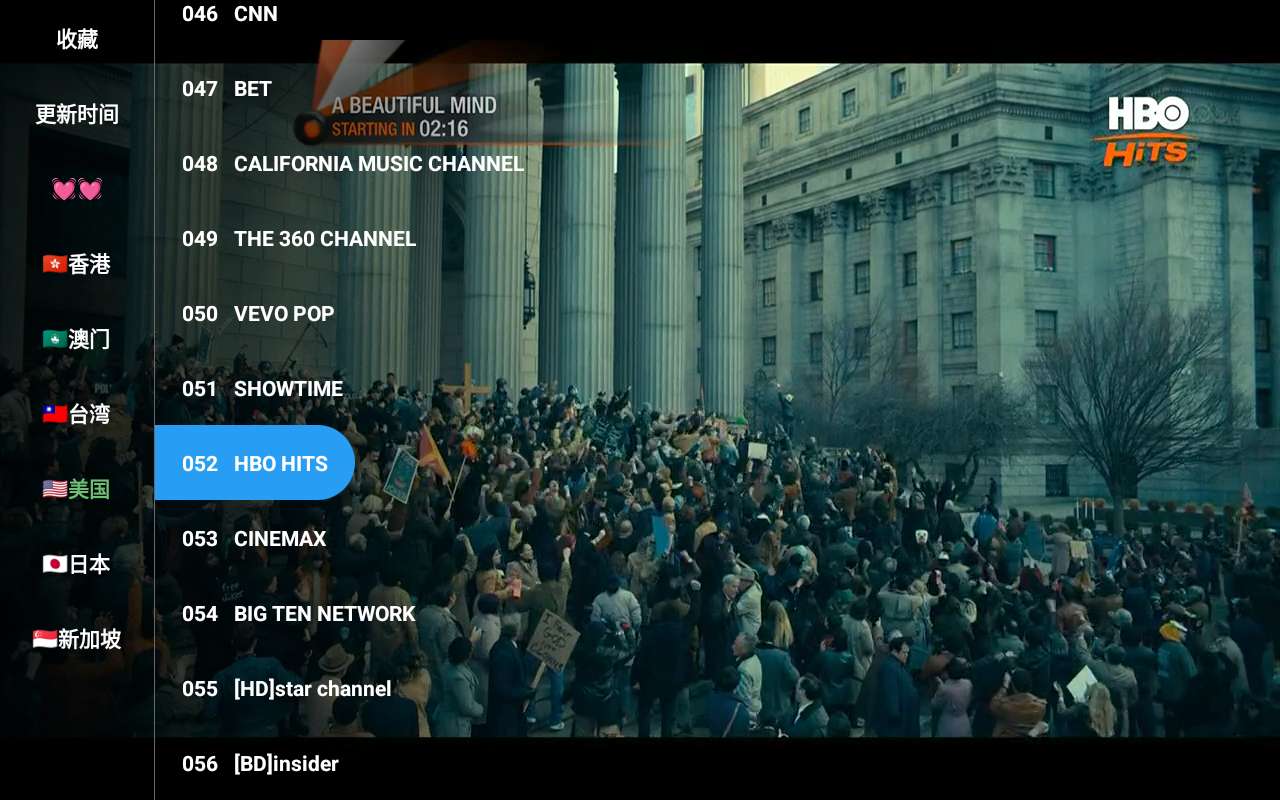 收藏
更新时间
💓💓
🇭🇰香港
🇲🇴澳门
🇹🇼台湾
🇺🇸美国
🇯🇵日本
🇸🇬新加坡
046 CNN
047 BET
048 CALIFORNIA MUSIC CHANNEL
049 THE 360 CHANNEL
050 VEVO POP
051 SHOWTIME
052 HBO HITS
053 CINEMAX
054 BIG TEN NETWORK
055 [HD]star channel
056 [BD]insider
A BEAUTIFUL MIND
STARTING IN 02:16
HBO
HiTS